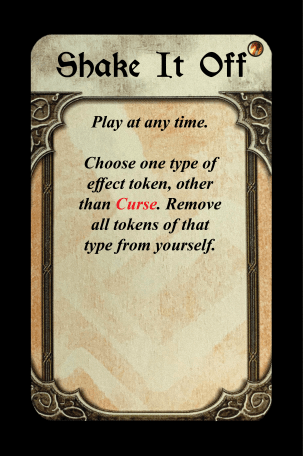 Shake It Off
Play at any time.
Choose one type of
effect token, other
than Curse. Remove
all tokens of that
type from yourself.